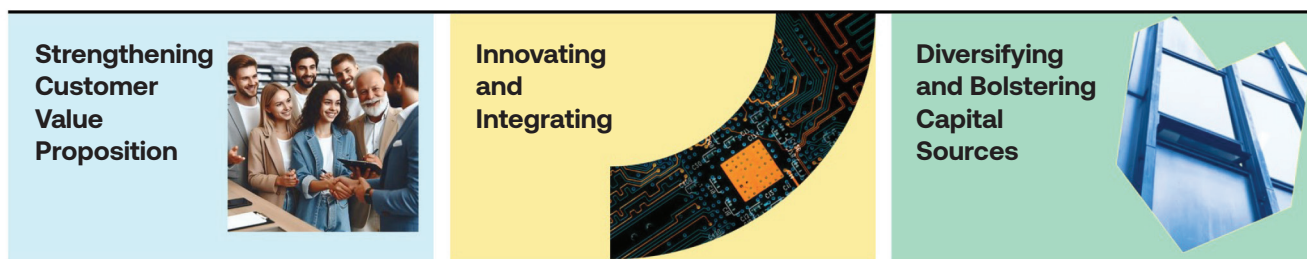 Strengthening
Customer
Value
Proposition
Innovating
and
Integrating
Diversifying
and Bolstering
Capital
Sources